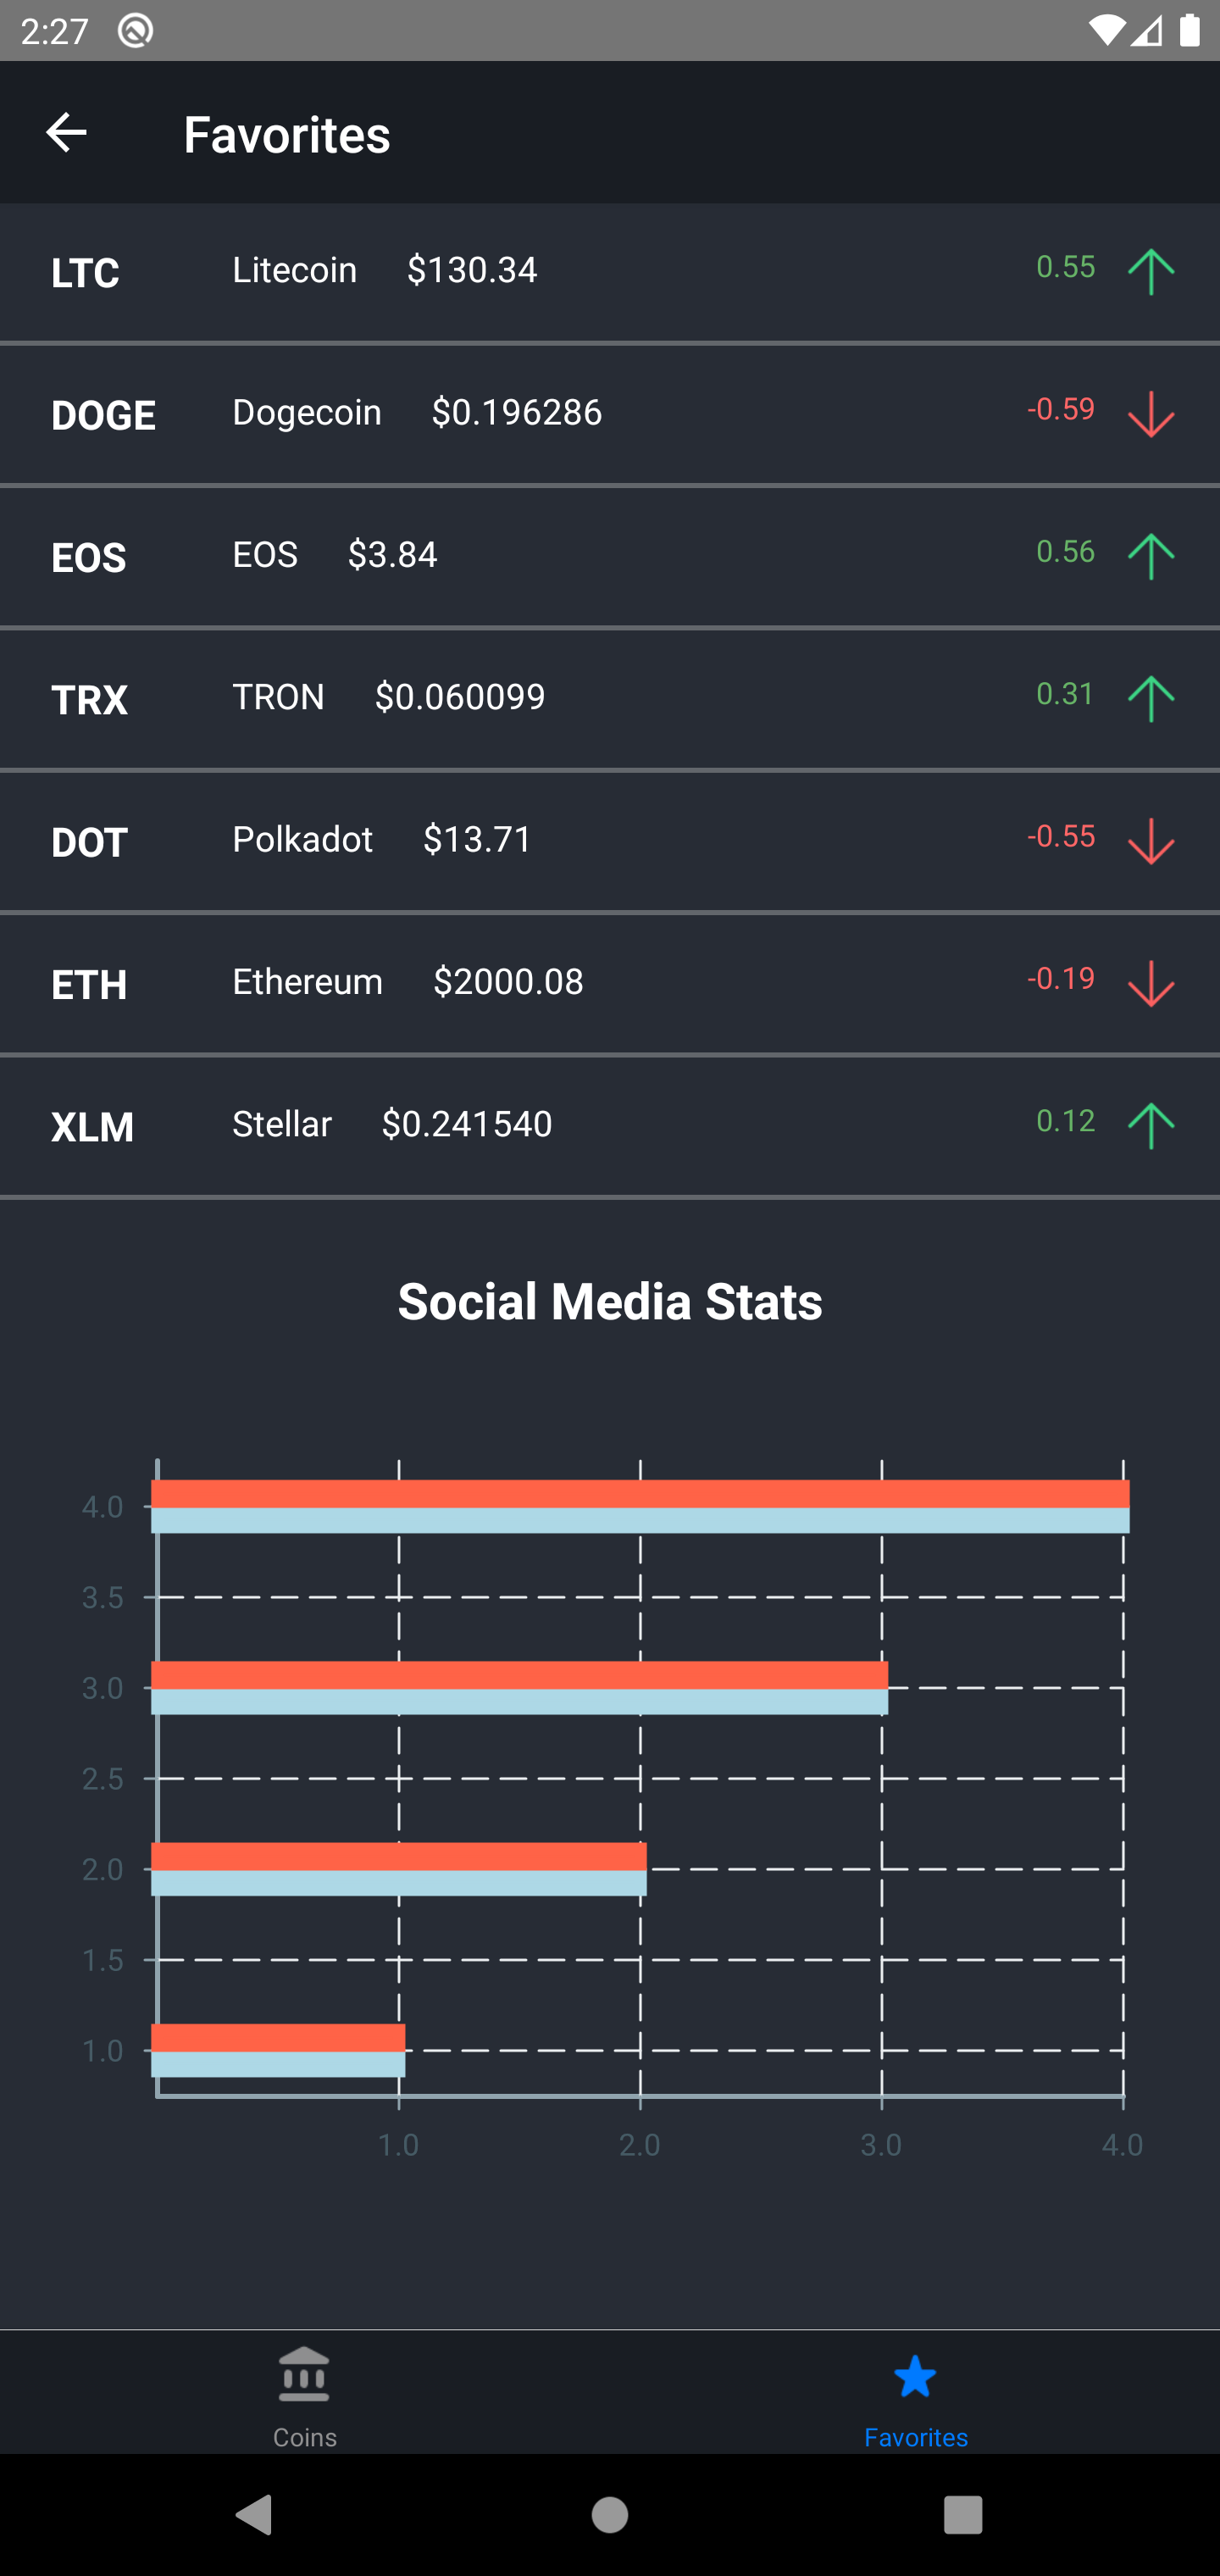 2:27
Favorites
LTC Litecoin $130.34 0.55
DOGE Dogecoin $0.196286 -0.59
EOS EOS $3.84 0.56
TRX TRON $0.060099 0.31
DOT Polkadot $13.71 -0.55
ETH Ethereum $2000.08 -0.19
XLM Stellar $0.241540 0.12
Social Media Stats
4.0
3.5
3.0
2.5
2.0
1.5
1.0
1.0 2.0 3.0 4.0
Coins Favorites